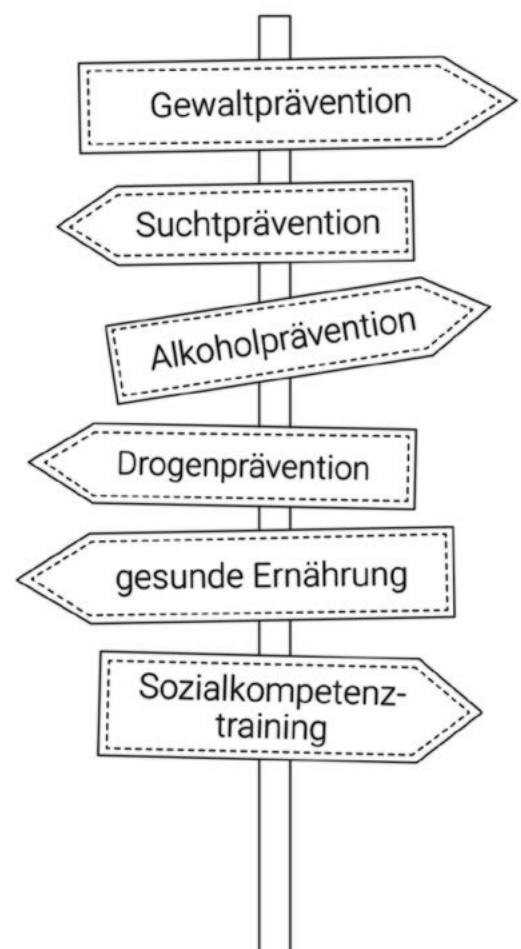 Gewaltprävention
Suchtprävention
Alkoholprävention
Drogenprävention
gesunde Ernährung
Sozialkompetenz-
training